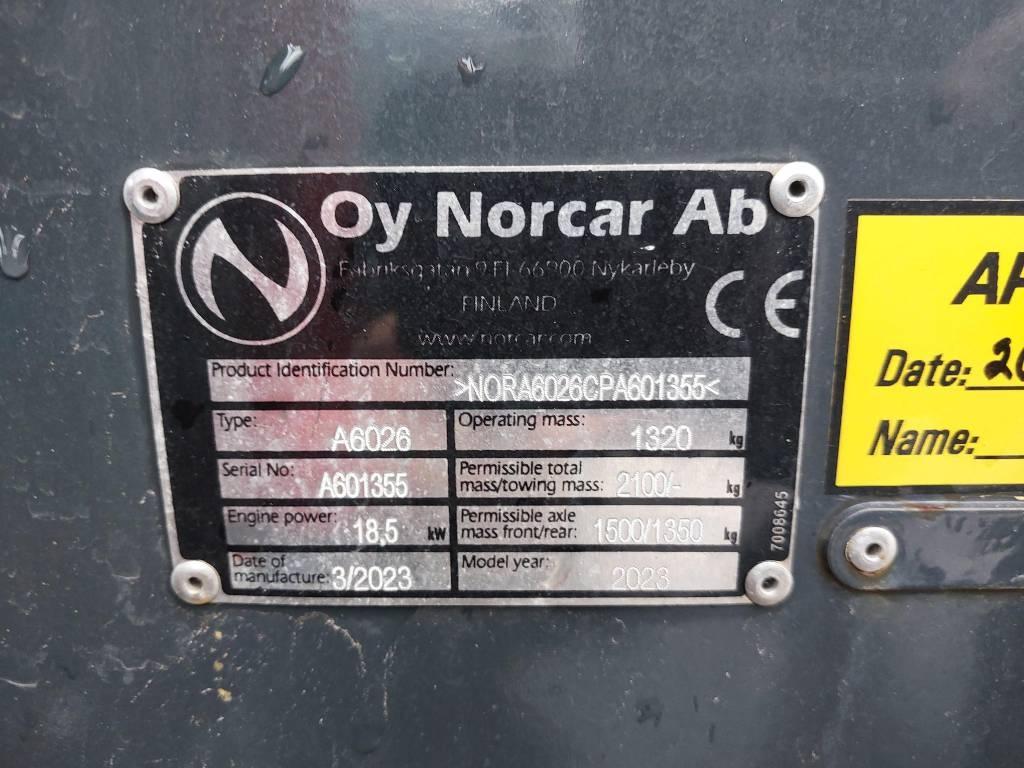 Oy Norcar Ab
Fabriksgatan 9 FI-66900 Nykarleby
FINLAND
www.norcar.com
CE
Product Identification Number: >NORA6026CPA601355<
Type: A6026
Operating mass: 1320 kg
Serial No: A601355
Permissible total
mass/towing mass: 2100/- kg
Engine power: 18,5 kW
Permissible axle
mass front/rear: 1500/1350 kg
Date of
manufacture: 3/2023
Model year: 2023
7008645
Date:
Name: